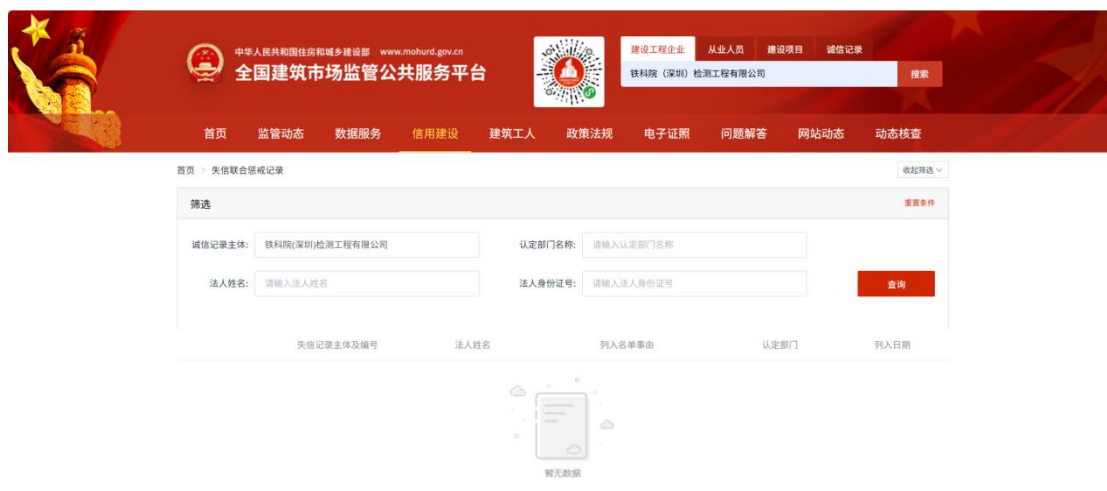 中华人民共和国住房和城乡建设部 www.mohurd.gov.cn
全国建筑市场监管公共服务平台
建设工程企业 从业人员 建设项目 诚信记录
铁科院（深圳）检测工程有限公司 搜索
首页 监管动态 数据服务 信用建设 建筑工人 政策法规 电子证照 问题解答 网站动态 动态核查
首页 > 失信联合惩戒记录 收起筛选
筛选 重置条件
诚信记录主体: 铁科院(深圳)检测工程有限公司 认定部门名称: 请输入认定部门名称
法人姓名: 请输入法人姓名 法人身份证号: 请输入法人身份证号 查询
失信记录主体及编号 法人姓名 列入名单事由 认定部门 列入日期
暂无数据